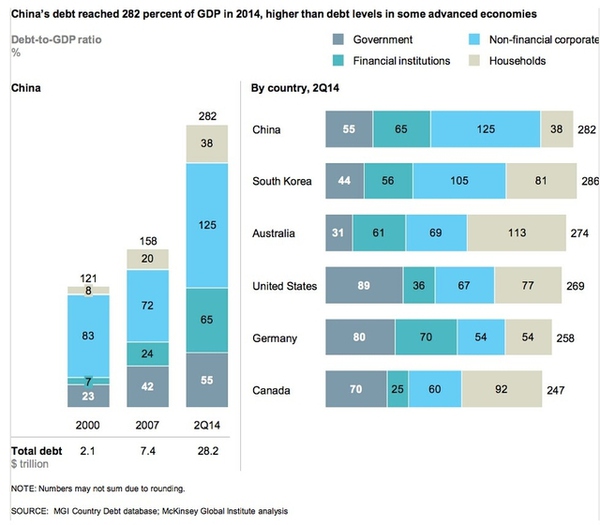 China's debt reached 282 percent of GDP in 2014, higher than debt levels in some advanced economies
Debt-to-GDP ratio
%
Government
Non-financial corporate
Financial institutions
Households
China
121
8
83
7
23
158
20
72
24
42
282
38
125
65
55
2000 2007 2Q14
Total debt 2.1 7.4 28.2
$ trillion
By country, 2Q14
China 55 65 125 38 282
South Korea 44 56 105 81 286
Australia 31 61 69 113 274
United States 89 36 67 77 269
Germany 80 70 54 54 258
Canada 70 25 60 92 247
NOTE: Numbers may not sum due to rounding.
SOURCE: MGI Country Debt database; McKinsey Global Institute analysis